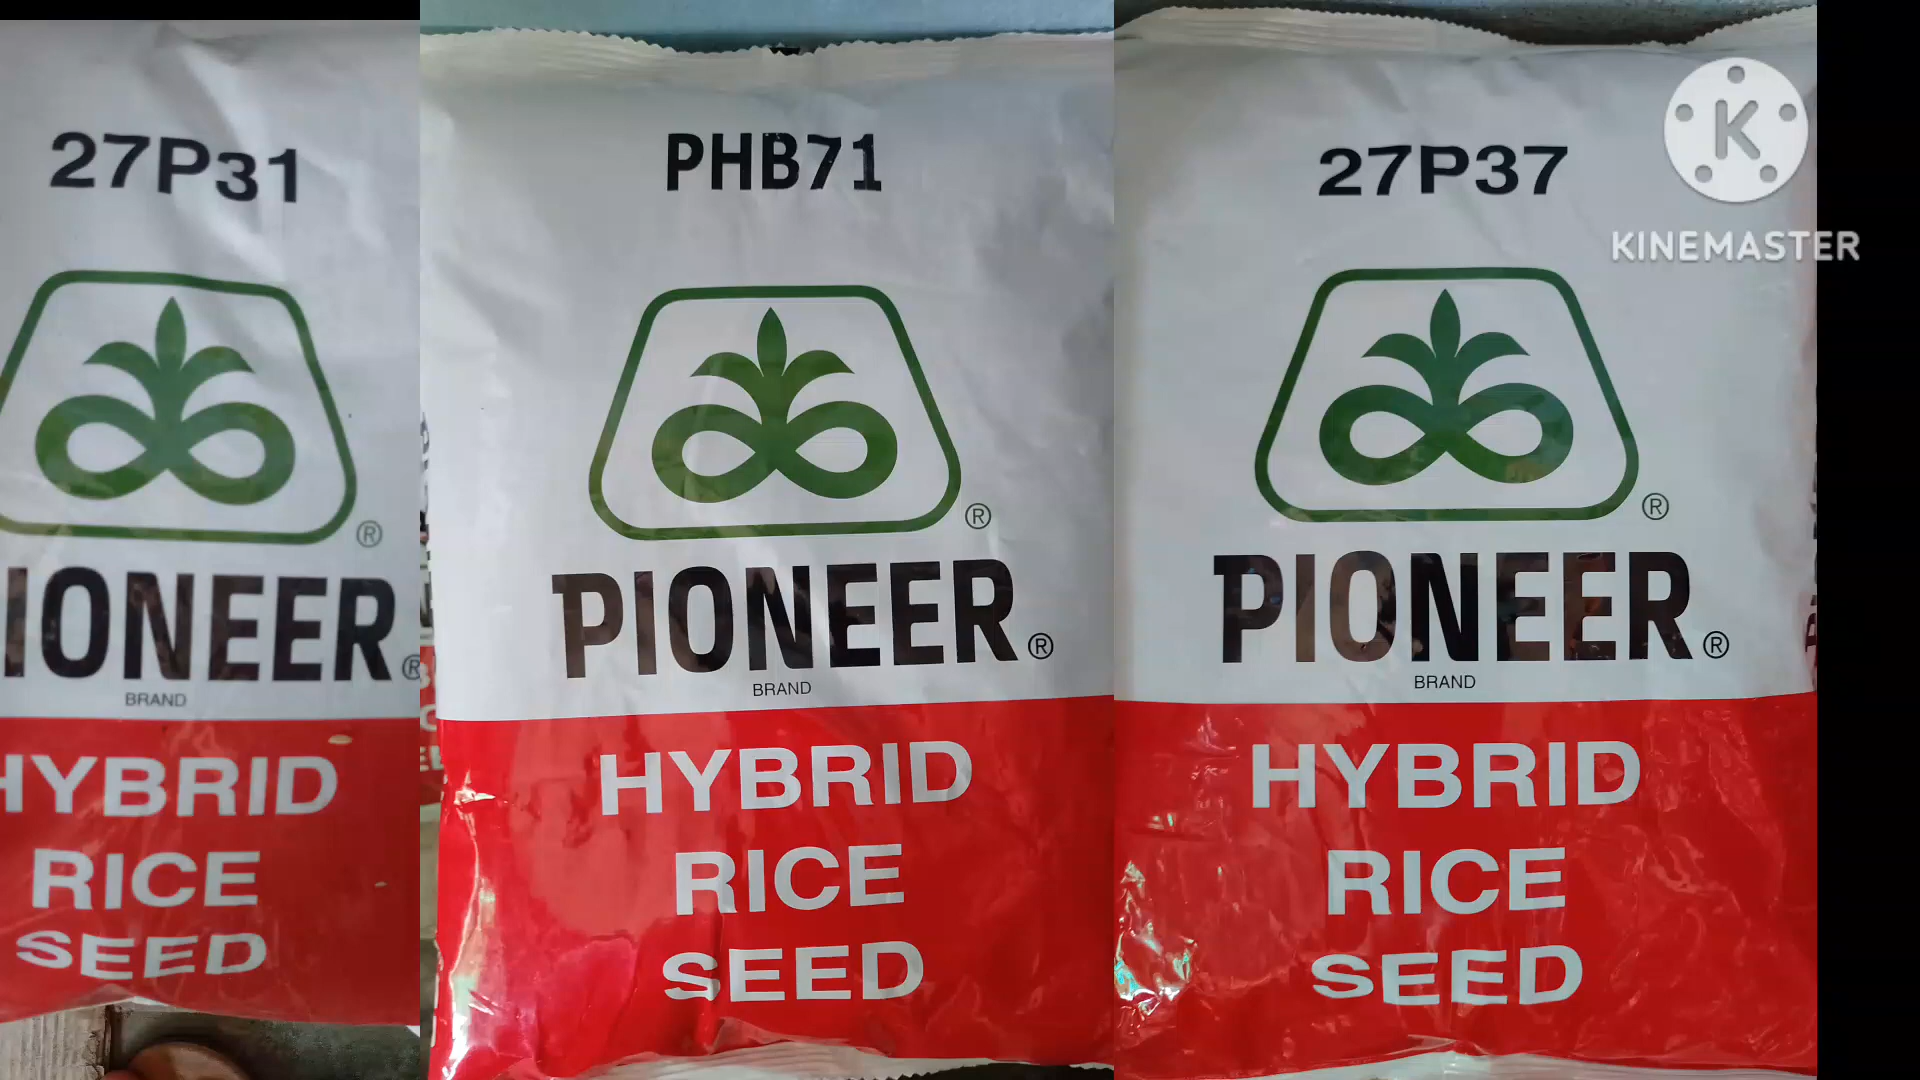 27P31
®
PIONEER®
BRAND
HYBRID
RICE
SEED
PHB71
®
PIONEER®
BRAND
HYBRID
RICE
SEED
27P37
®
PIONEER®
BRAND
HYBRID
RICE
SEED
K
KINEMASTER